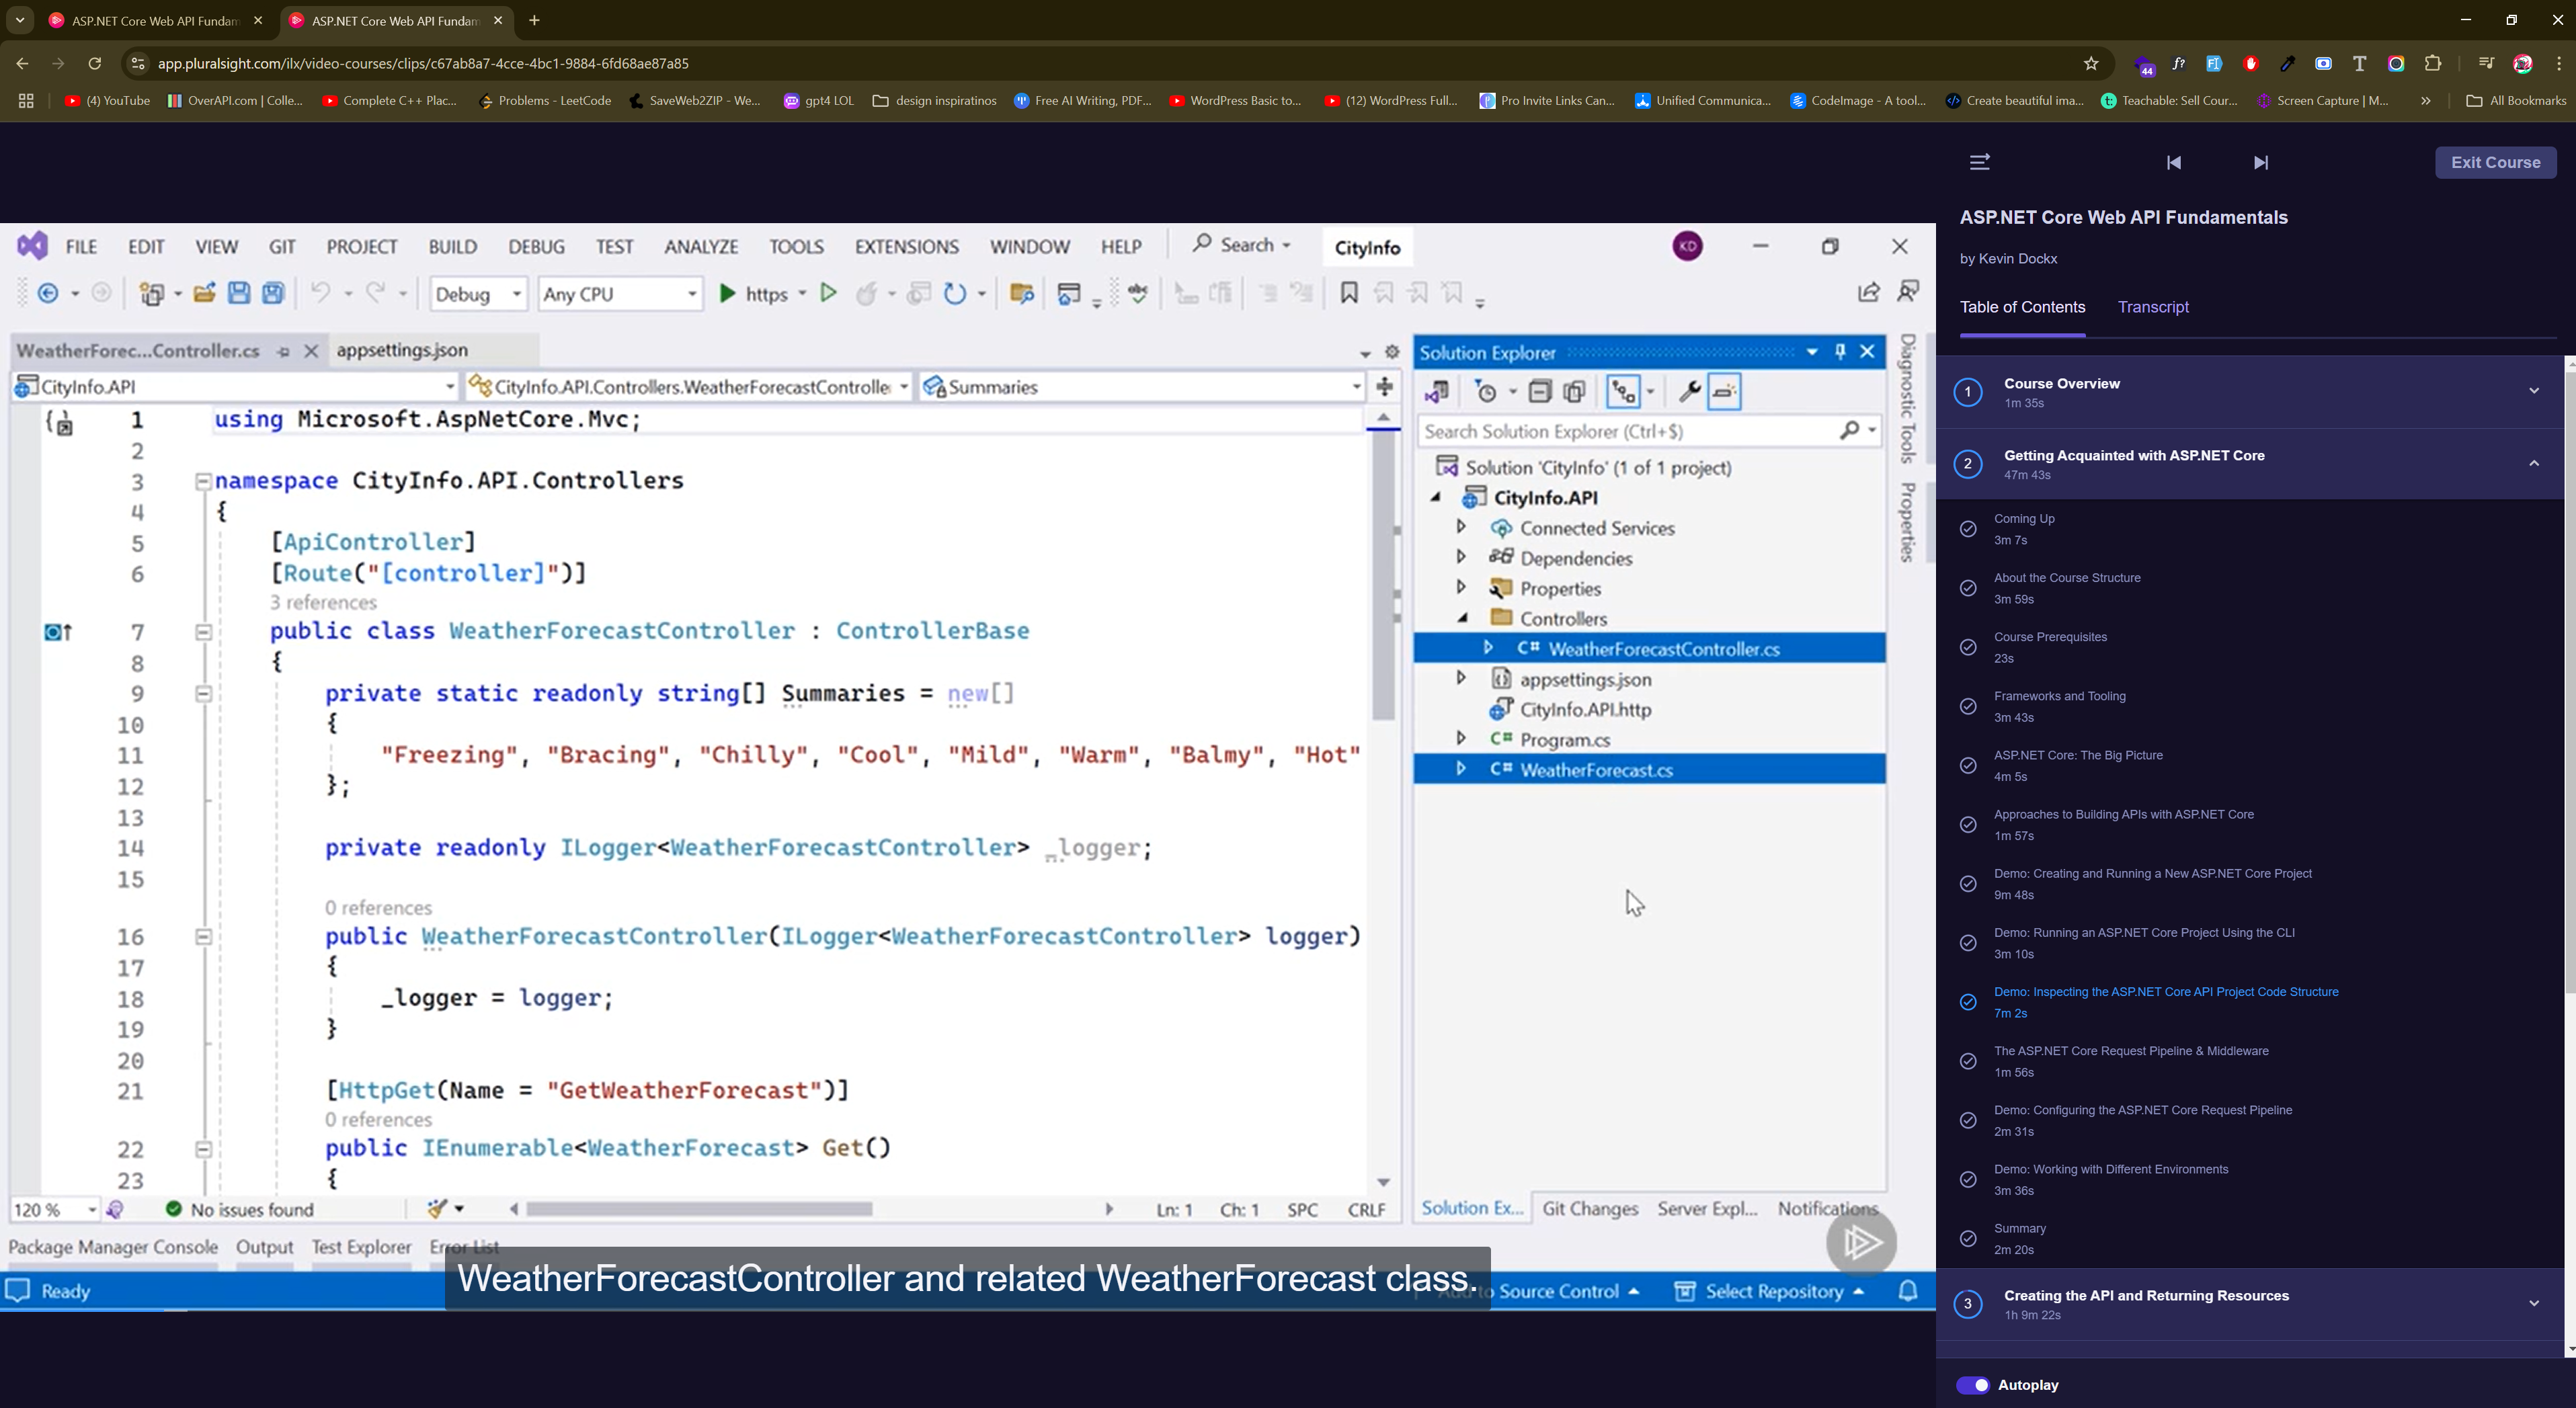 ASP.NET Core Web API Fundam
ASP.NET Core Web API Fundam
app.pluralsight.com/ilx/video-courses/clips/c67ab8a7-4cce-4bc1-9884-6fd68ae87a85
44
f?
(4) YouTube
OverAPI.com | Colle...
Complete C++ Plac...
Problems - LeetCode
SaveWeb2ZIP - We...
gpt4 LOL
design inspiratinos
Free AI Writing, PDF...
WordPress Basic to...
(12) WordPress Full...
Pro Invite Links Can...
Unified Communica...
CodeImage - A tool...
Create beautiful ima...
Teachable: Sell Cour...
Screen Capture | M...
All Bookmarks
FILE EDIT VIEW GIT PROJECT BUILD DEBUG TEST ANALYZE TOOLS EXTENSIONS WINDOW HELP Search CityInfo KD
Debug Any CPU https
WeatherForec...Controller.cs appsettings.json
CityInfo.API CityInfo.API.Controllers.WeatherForecastControlle Summaries
1 using Microsoft.AspNetCore.Mvc;
2
3 namespace CityInfo.API.Controllers
4 {
5 [ApiController]
6 [Route("[controller]")]
3 references
7 public class WeatherForecastController : ControllerBase
8 {
9 private static readonly string[] Summaries = new[]
10 {
11 "Freezing", "Bracing", "Chilly", "Cool", "Mild", "Warm", "Balmy", "Hot"
12 };
13
14 private readonly ILogger<WeatherForecastController> _logger;
15
0 references
16 public WeatherForecastController(ILogger<WeatherForecastController> logger)
17 {
18 _logger = logger;
19 }
20
21 [HttpGet(Name = "GetWeatherForecast")]
0 references
22 public IEnumerable<WeatherForecast> Get()
23 {
120 % No issues found Ln: 1 Ch: 1 SPC CRLF
Solution Explorer
Search Solution Explorer (Ctrl+$)
Solution 'CityInfo' (1 of 1 project)
CityInfo.API
Connected Services
Dependencies
Properties
Controllers
C# WeatherForecastController.cs
appsettings.json
CityInfo.API.http
C# Program.cs
C# WeatherForecast.cs
Solution Ex... Git Changes Server Expl... Notifications
Diagnostic Tools
Properties
Package Manager Console Output Test Explorer Error List
WeatherForecastController and related WeatherForecast class.
Ready
to Source Control Select Repository
Exit Course
ASP.NET Core Web API Fundamentals
by Kevin Dockx
Table of Contents Transcript
1 Course Overview
1m 35s
2 Getting Acquainted with ASP.NET Core
47m 43s
Coming Up
3m 7s
About the Course Structure
3m 59s
Course Prerequisites
23s
Frameworks and Tooling
3m 43s
ASP.NET Core: The Big Picture
4m 5s
Approaches to Building APIs with ASP.NET Core
1m 57s
Demo: Creating and Running a New ASP.NET Core Project
9m 48s
Demo: Running an ASP.NET Core Project Using the CLI
3m 10s
Demo: Inspecting the ASP.NET Core API Project Code Structure
7m 2s
The ASP.NET Core Request Pipeline & Middleware
1m 56s
Demo: Configuring the ASP.NET Core Request Pipeline
2m 31s
Demo: Working with Different Environments
3m 36s
Summary
2m 20s
3 Creating the API and Returning Resources
1h 9m 22s
Autoplay